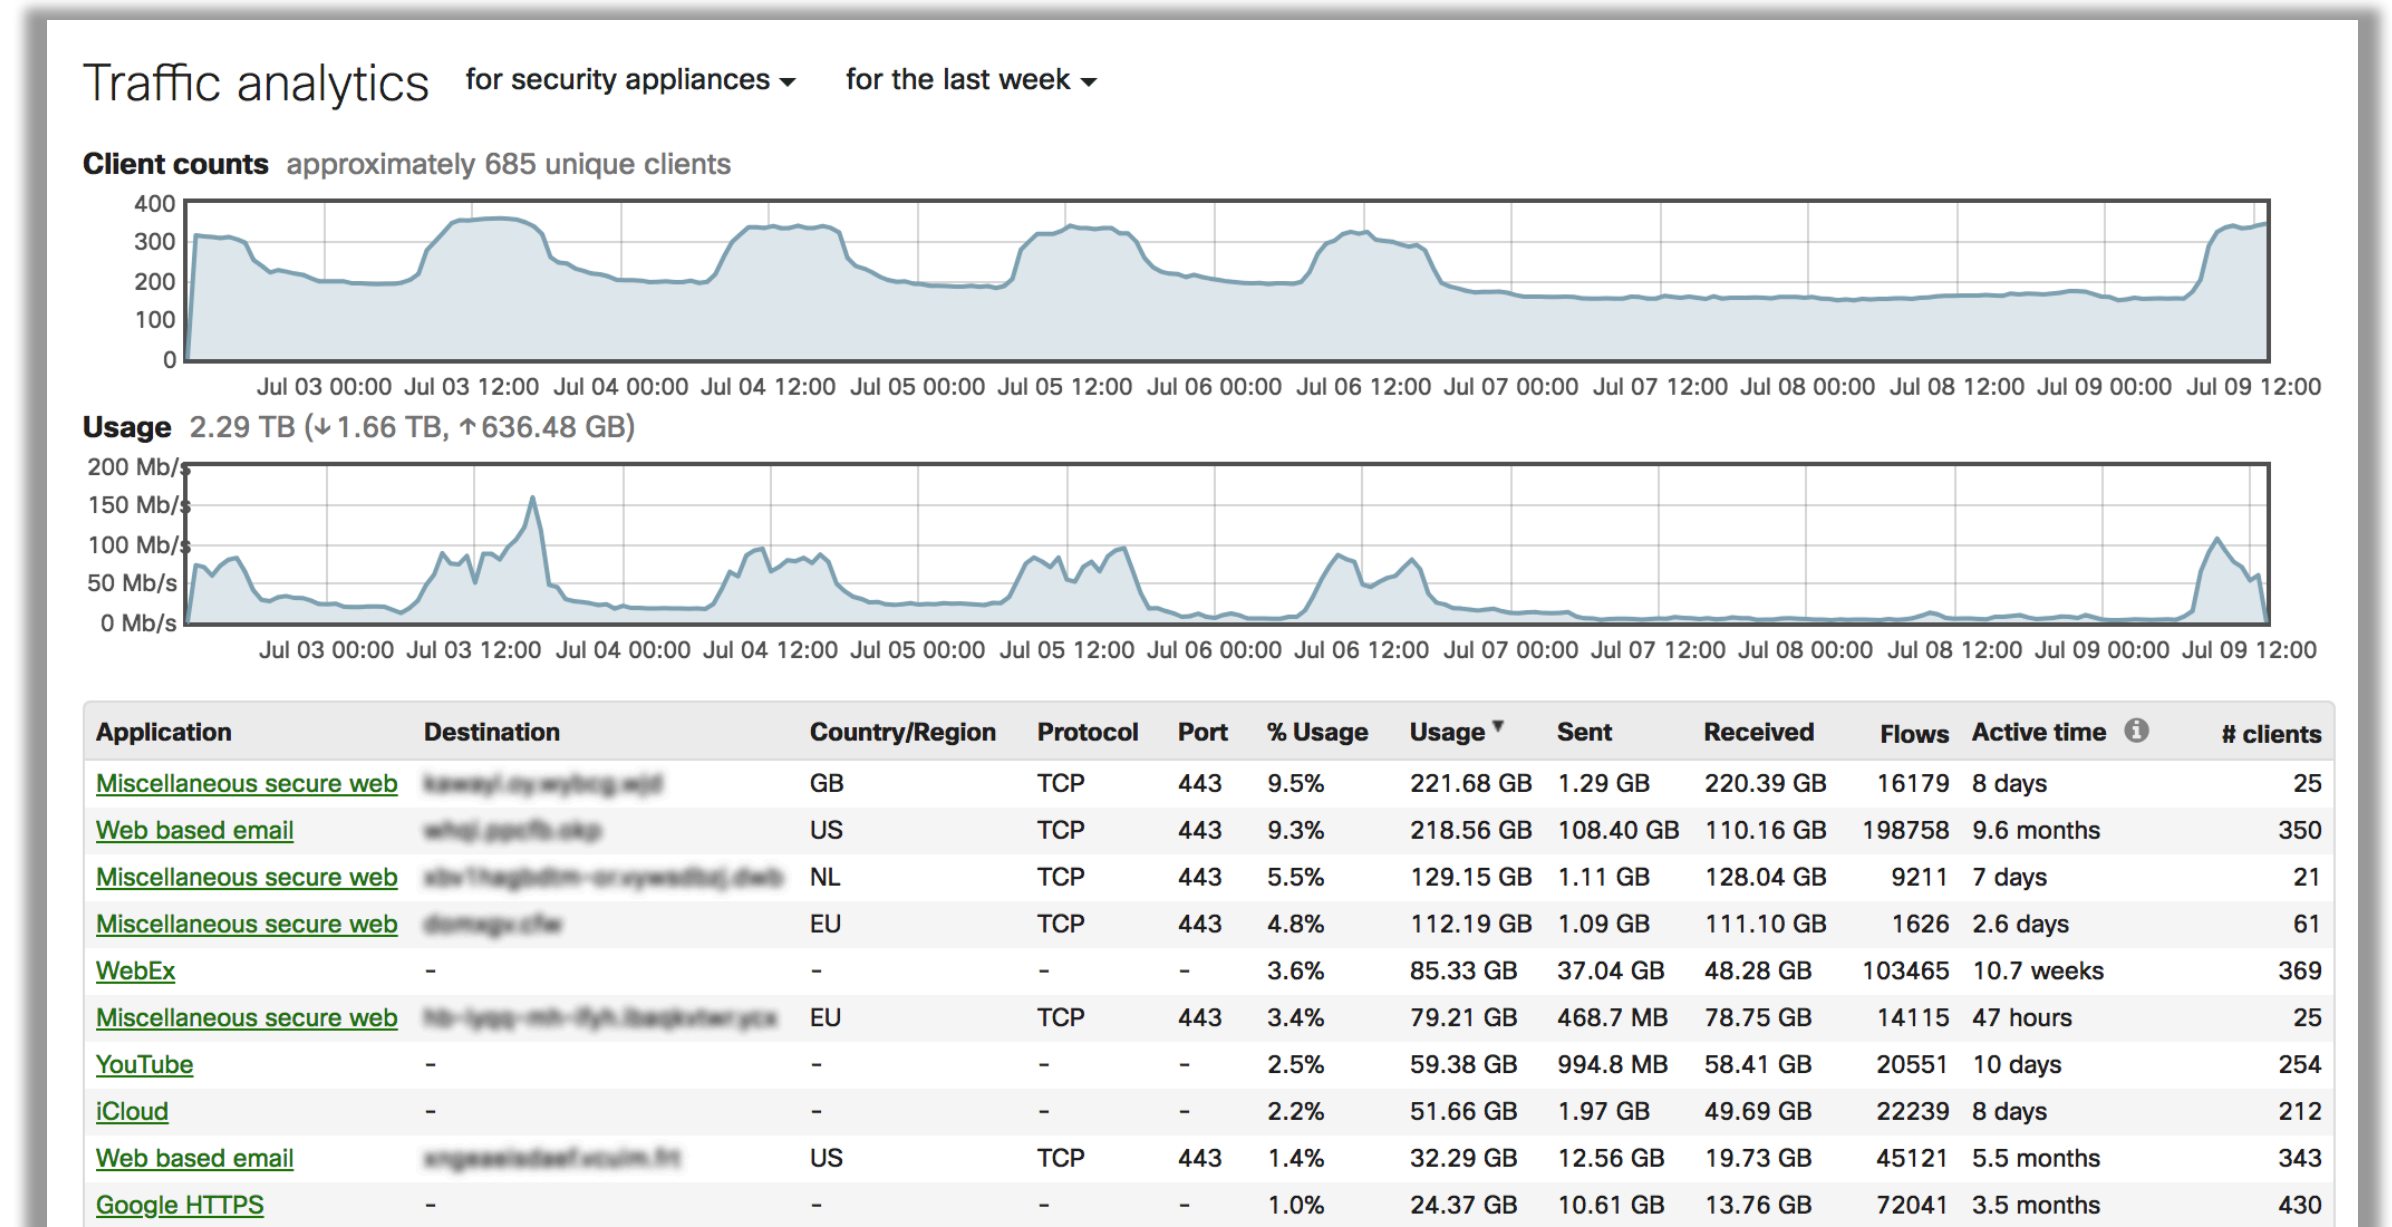 Traffic analytics for security appliances for the last week
Client counts approximately 685 unique clients
400
300
200
100
0
Jul 03 00:00 Jul 03 12:00 Jul 04 00:00 Jul 04 12:00 Jul 05 00:00 Jul 05 12:00 Jul 06 00:00 Jul 06 12:00 Jul 07 00:00 Jul 07 12:00 Jul 08 00:00 Jul 08 12:00 Jul 09 00:00 Jul 09 12:00
Usage 2.29 TB (↓ 1.66 TB, ↑ 636.48 GB)
200 Mb/s
150 Mb/s
100 Mb/s
50 Mb/s
0 Mb/s
Jul 03 00:00 Jul 03 12:00 Jul 04 00:00 Jul 04 12:00 Jul 05 00:00 Jul 05 12:00 Jul 06 00:00 Jul 06 12:00 Jul 07 00:00 Jul 07 12:00 Jul 08 00:00 Jul 08 12:00 Jul 09 00:00 Jul 09 12:00
Application Destination Country/Region Protocol Port % Usage Usage ▼ Sent Received Flows Active time i # clients
Miscellaneous secure web GB TCP 443 9.5% 221.68 GB 1.29 GB 220.39 GB 16179 8 days 25
Web based email US TCP 443 9.3% 218.56 GB 108.40 GB 110.16 GB 198758 9.6 months 350
Miscellaneous secure web NL TCP 443 5.5% 129.15 GB 1.11 GB 128.04 GB 9211 7 days 21
Miscellaneous secure web EU TCP 443 4.8% 112.19 GB 1.09 GB 111.10 GB 1626 2.6 days 61
WebEx - - - - 3.6% 85.33 GB 37.04 GB 48.28 GB 103465 10.7 weeks 369
Miscellaneous secure web EU TCP 443 3.4% 79.21 GB 468.7 MB 78.75 GB 14115 47 hours 25
YouTube - - - - 2.5% 59.38 GB 994.8 MB 58.41 GB 20551 10 days 254
iCloud - - - - 2.2% 51.66 GB 1.97 GB 49.69 GB 22239 8 days 212
Web based email US TCP 443 1.4% 32.29 GB 12.56 GB 19.73 GB 45121 5.5 months 343
Google HTTPS - - - - 1.0% 24.37 GB 10.61 GB 13.76 GB 72041 3.5 months 430